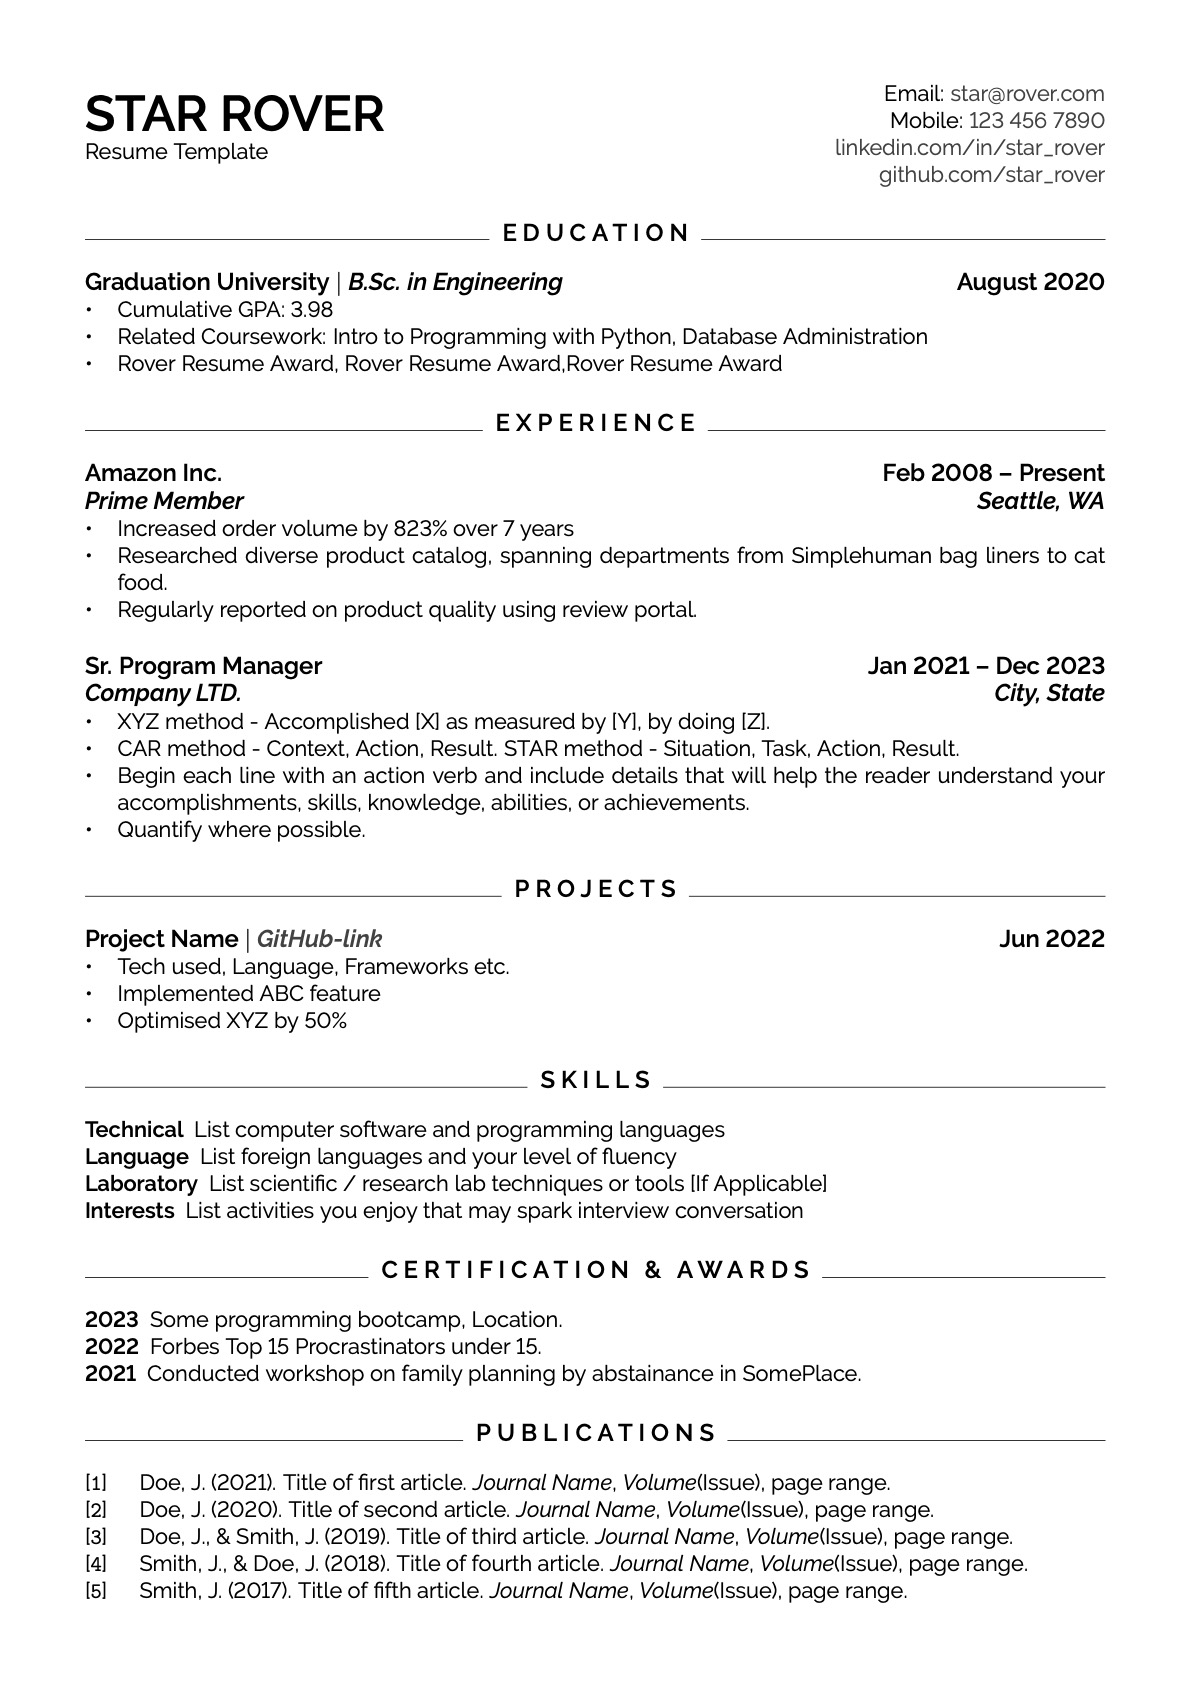 STAR ROVER
Resume Template
Email: star@rover.com
Mobile: 123 456 7890
linkedin.com/in/star_rover
github.com/star_rover
EDUCATION
Graduation University | B.Sc. in Engineering August 2020
• Cumulative GPA: 3.98
• Related Coursework: Intro to Programming with Python, Database Administration
• Rover Resume Award, Rover Resume Award,Rover Resume Award
EXPERIENCE
Amazon Inc. Feb 2008 – Present
Prime Member Seattle, WA
• Increased order volume by 823% over 7 years
• Researched diverse product catalog, spanning departments from Simplehuman bag liners to cat
food.
• Regularly reported on product quality using review portal.
Sr. Program Manager Jan 2021 – Dec 2023
Company LTD. City, State
• XYZ method - Accomplished [X] as measured by [Y], by doing [Z].
• CAR method - Context, Action, Result. STAR method - Situation, Task, Action, Result.
• Begin each line with an action verb and include details that will help the reader understand your
accomplishments, skills, knowledge, abilities, or achievements.
• Quantify where possible.
PROJECTS
Project Name | GitHub-link Jun 2022
• Tech used, Language, Frameworks etc.
• Implemented ABC feature
• Optimised XYZ by 50%
SKILLS
Technical List computer software and programming languages
Language List foreign languages and your level of fluency
Laboratory List scientific / research lab techniques or tools [If Applicable]
Interests List activities you enjoy that may spark interview conversation
CERTIFICATION & AWARDS
2023 Some programming bootcamp, Location.
2022 Forbes Top 15 Procrastinators under 15.
2021 Conducted workshop on family planning by abstainance in SomePlace.
PUBLICATIONS
[1] Doe, J. (2021). Title of first article. Journal Name, Volume(Issue), page range.
[2] Doe, J. (2020). Title of second article. Journal Name, Volume(Issue), page range.
[3] Doe, J., & Smith, J. (2019). Title of third article. Journal Name, Volume(Issue), page range.
[4] Smith, J., & Doe, J. (2018). Title of fourth article. Journal Name, Volume(Issue), page range.
[5] Smith, J. (2017). Title of fifth article. Journal Name, Volume(Issue), page range.